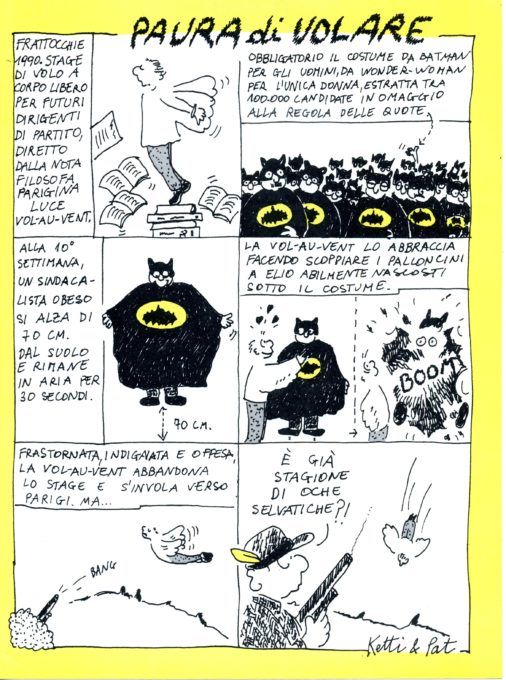 PAURA di VOLARE
FRATTOCCHIE
1990. STAGE
DI VOLO A
CORPO LIBERO
PER FUTURI
DIRIGENTI
DI PARTITO,
DIRETTO
DALLA NOTA
FILOSOFA
PARIGINA
LUCE
VOL-AU-VENT.
OBBLIGATORIO IL COSTUME DA BATMAN
PER GLI UOMINI, DA WONDER-WOMAN
PER L'UNICA DONNA, ESTRATTA TRA
100.000 CANDIDATE IN OMAGGIO
ALLA REGOLA DELLE QUOTE.
ALLA 10° 
SETTIMANA,
UN SINDACA-
LISTA OBESO
SI ALZA DI
70 CM.
DAL SUOLO
E RIMANE
IN ARIA PER
30 SECONDI.
70 CM.
LA VOL-AU-VENT LO ABBRACCIA
FACENDO SCOPPIARE I PALLONCINI
A ELIO ABILMENTE NASCOSTI
SOTTO IL COSTUME.
BOOM
FRASTORNATA, INDIGNATA E OFFESA,
LA VOL-AU-VENT ABBANDONA
LO STAGE E S'INVOLA VERSO
PARIGI. MA...
BANG
È GIÀ
STAGIONE
DI OCHE
SELVATICHE?!
Ketti & Pat